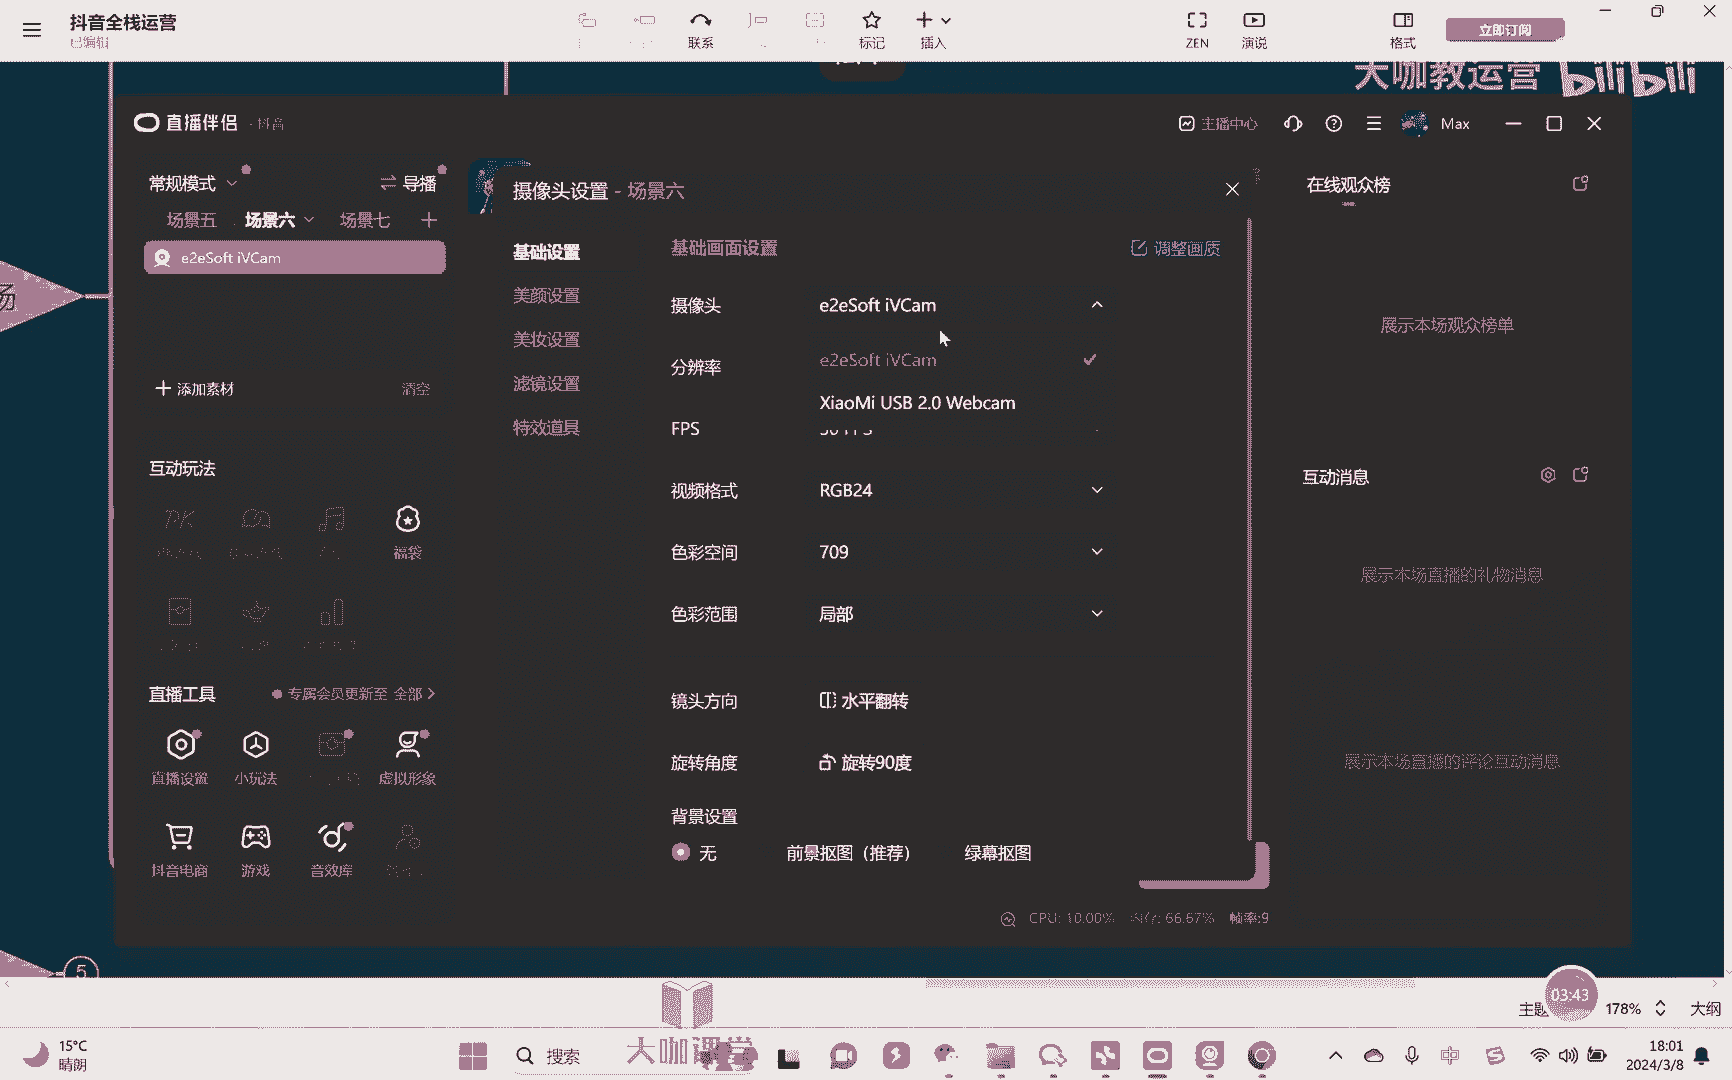 抖音全栈运营
已编辑
联系
标记
插入
ZEN
演说
格式
立即订阅
大咖教运营 bilibili
直播伴侣 · 抖音
主播中心
Max
常规模式
导播
场景五
场景六
场景七
e2eSoft iVCam
添加素材
清空
互动玩法
福袋
直播工具
专属会员更新至 全部
直播设置
小玩法
虚拟形象
抖音电商
游戏
音效库
摄像头设置 - 场景六
基础设置
美颜设置
美妆设置
滤镜设置
特效道具
基础画面设置
调整画质
摄像头
e2eSoft iVCam
e2eSoft iVCam
XiaoMi USB 2.0 Webcam
分辨率
FPS
视频格式
RGB24
色彩空间
709
色彩范围
局部
镜头方向
水平翻转
旋转角度
旋转90度
背景设置
无
前景抠图（推荐）
绿幕抠图
CPU: 10.00%
内存: 66.67%
帧率:9
在线观众榜
展示本场观众榜单
互动消息
展示本场直播的礼物消息
展示本场直播的评论互动消息
5
03:43
178%
大纲
15°C
晴朗
搜索
大咖课堂
中
18:01
2024/3/8